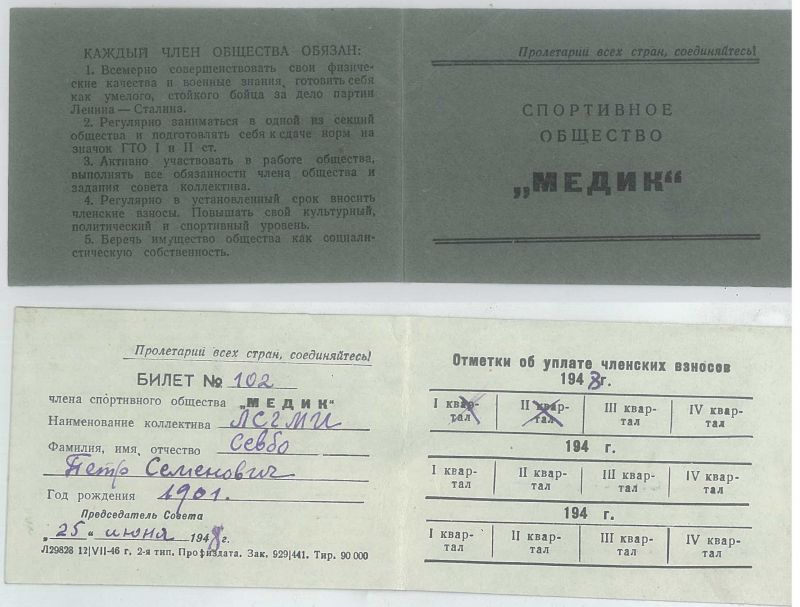 КАЖДЫЙ ЧЛЕН ОБЩЕСТВА ОБЯЗАН:
1. Всемерно совершенствовать свои физиче-
ские качества и военные знания, готовить себя
как умелого, стойкого бойца за дело партии
Ленина — Сталина.
2. Регулярно заниматься в одной из секций
общества и подготовлять себя к сдаче норм на
значок ГТО I и II ст.
3. Активно участвовать в работе общества,
выполнять все обязанности члена общества и
задания совета коллектива.
4. Регулярно в установленный срок вносить
членские взносы. Повышать свой культурный,
политический и спортивный уровень.
5. Беречь имущество общества как социали-
стическую собственность.
Пролетарии всех стран, соединяйтесь!
СПОРТИВНОЕ
ОБЩЕСТВО
„МЕДИК“
Пролетарий всех стран, соединяйтесь!
БИЛЕТ № 102
члена спортивного общества „МЕДИК“
Наименование коллектива ЛСГМИ
Фамилия, имя, отчество Севбо
Петр Семенович
Год рождения 1901.
Председатель Совета
„25“ июня 1948 г.
Л29828 12|VII-46 г. 2-я тип. Профиздата. Зак. 929|441. Тир. 90 000
Отметки об уплате членских взносов
1948 г.
I квар-
тал
II квар-
тал
III квар-
тал
IV квар-
тал
194 г.
I квар-
тал
II квар-
тал
III квар-
тал
IV квар-
тал
194 г.
I квар-
тал
II квар-
тал
III квар-
тал
IV квар-
тал